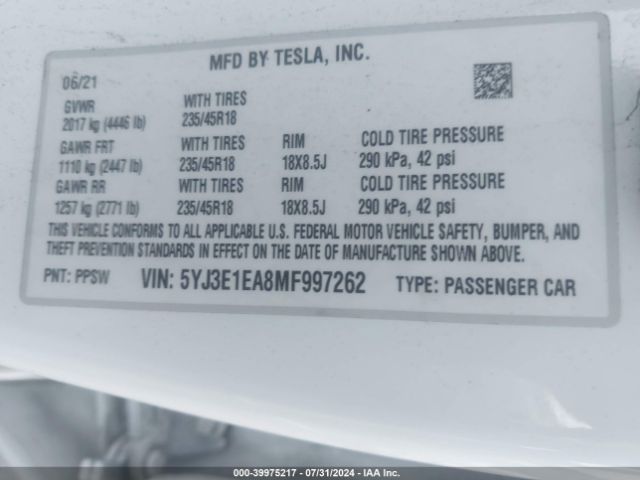 MFD BY TESLA, INC.
06/21
GVWR WITH TIRES
2017 kg (4446 lb) 235/45R18
GAWR FRT WITH TIRES RIM COLD TIRE PRESSURE
1110 kg (2447 lb) 235/45R18 18X8.5J 290 kPa, 42 psi
GAWR RR WITH TIRES RIM COLD TIRE PRESSURE
1257 kg (2771 lb) 235/45R18 18X8.5J 290 kPa, 42 psi
THIS VEHICLE CONFORMS TO ALL APPLICABLE U.S. FEDERAL MOTOR VEHICLE SAFETY, BUMPER, AND
THEFT PREVENTION STANDARDS IN EFFECT ON THE DATE OF MANUFACTURE SHOWN ABOVE.
PNT: PPSW VIN: 5YJ3E1EA8MF997262 TYPE: PASSENGER CAR
000-39975217 - 07/31/2024 - IAA Inc.